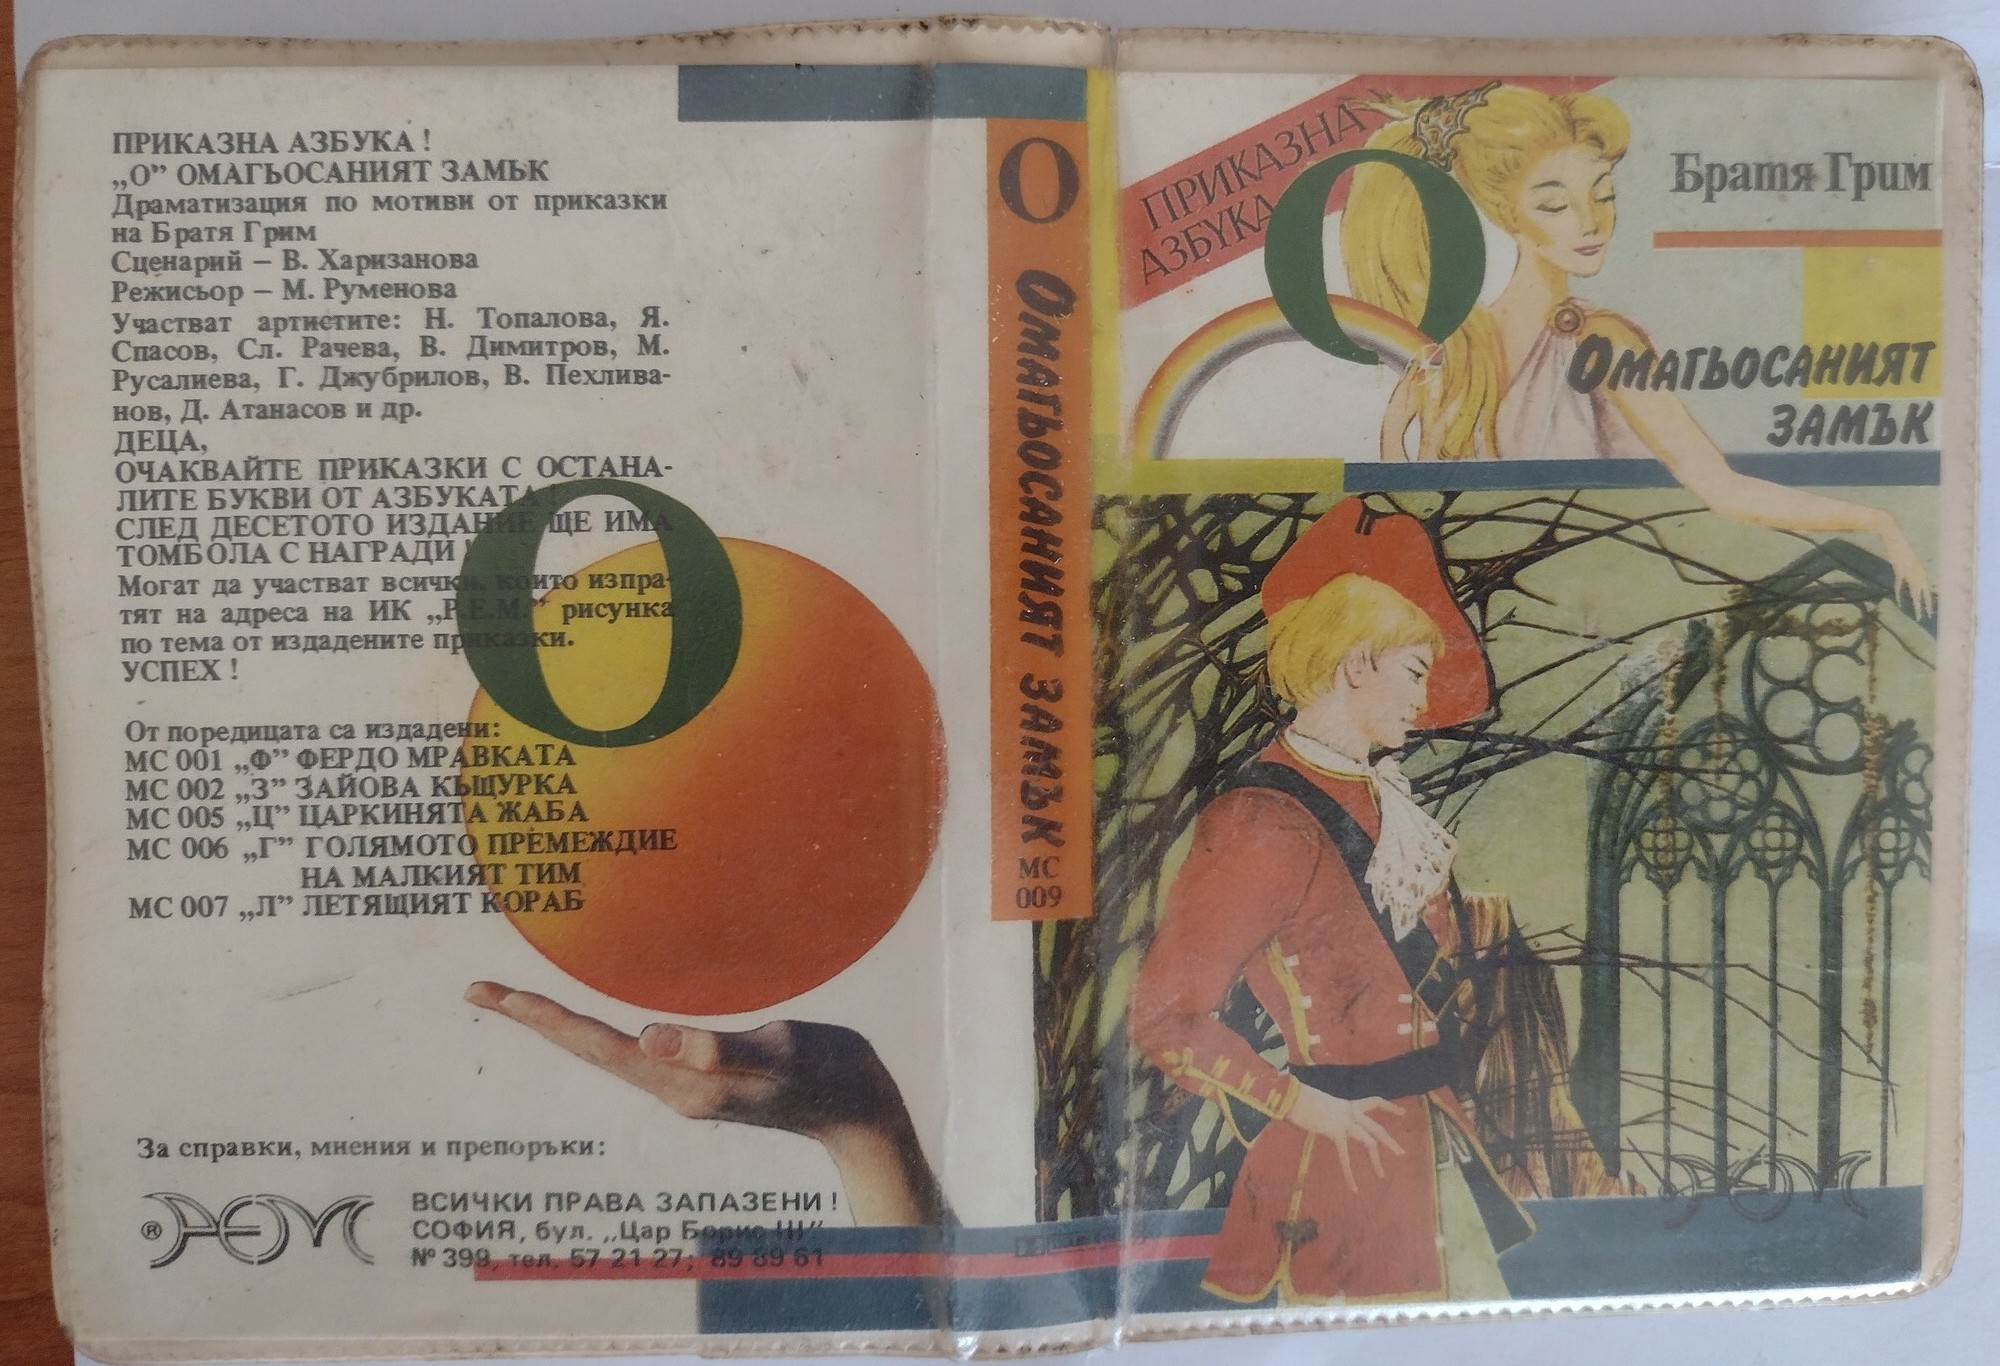 ПРИКАЗНА АЗБУКА !
„О” ОМАГЬОСАНИЯТ ЗАМЪК
Драматизация по мотиви от приказки
на Братя Грим
Сценарий – В. Харизанова
Режисьор – М. Руменова
Участват артистите: Н. Топалова, Я.
Спасов, Сл. Рачева, В. Димитров, М.
Русалиева, Г. Джубрилов, В. Пехлива-
нов, Д. Атанасов и др.
ДЕЦА,
ОЧАКВАЙТЕ ПРИКАЗКИ С ОСТАНА-
ЛИТЕ БУКВИ ОТ АЗБУКАТА !
СЛЕД ДЕСЕТОТО ИЗДАНИЕ ЩЕ ИМА
ТОМБОЛА С НАГРАДИ !
Могат да участват всички, които изпра-
тят на адреса на ИК „Р.Е.М.” рисунка
по тема от издадените приказки.
УСПЕХ !
От поредицата са издадени:
МС 001 „Ф” ФЕРДО МРАВКАТА
МС 002 „З” ЗАЙОВА КЪЩУРКА
МС 005 „Ц” ЦАРКИНЯТА ЖАБА
МС 006 „Г” ГОЛЯМОТО ПРЕМЕЖДИЕ
НА МАЛКИЯТ ТИМ
МС 007 „Л” ЛЕТЯЩИЯТ КОРАБ
О
За справки, мнения и препоръки:
® РЕМ
ВСИЧКИ ПРАВА ЗАПАЗЕНИ !
СОФИЯ, бул. „Цар Борис III”
№ 399, тел. 57 21 27; 89 89 61
О
ОМАГЬОСАНИЯТ ЗАМЪК
МС
009
ПРИКАЗНА
АЗБУКА
О
Братя Грим
ОМАГЬОСАНИЯТ
ЗАМЪК
РЕМ